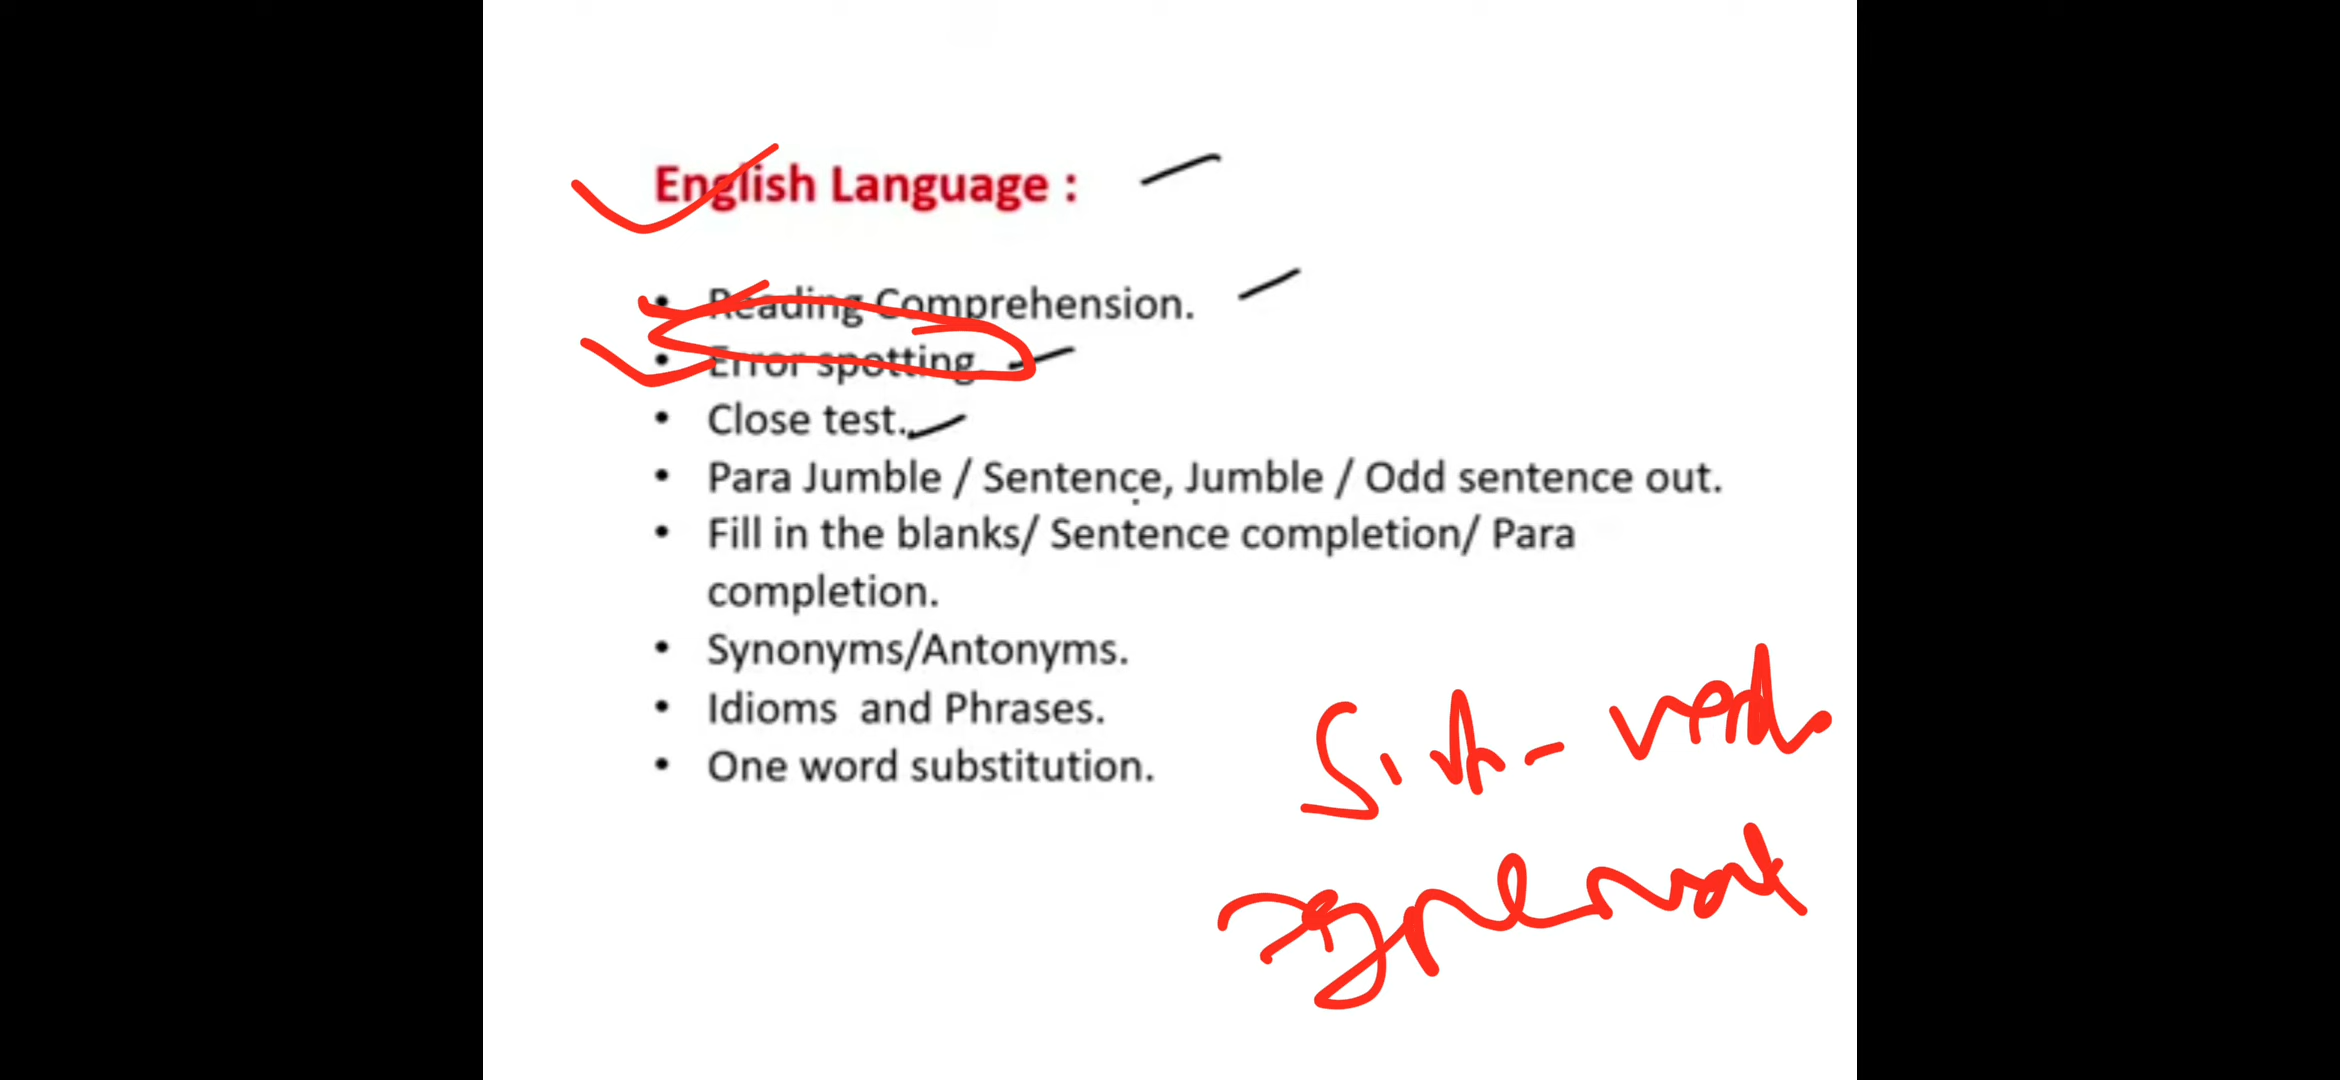 English Language :
• Reading Comprehension.
• Error spotting.
• Close test.
• Para Jumble / Sentence, Jumble / Odd sentence out.
• Fill in the blanks/ Sentence completion/ Para
completion.
• Synonyms/Antonyms.
• Idioms and Phrases.
• One word substitution.